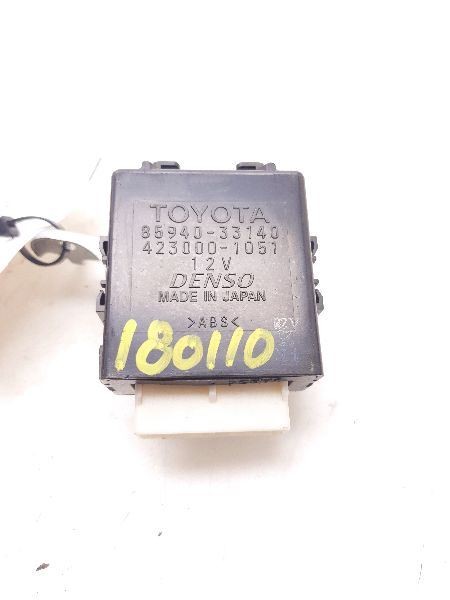 TOYOTA
85940-33140
423000-1051
12V
DENSO
MADE IN JAPAN
>ABS<
180110